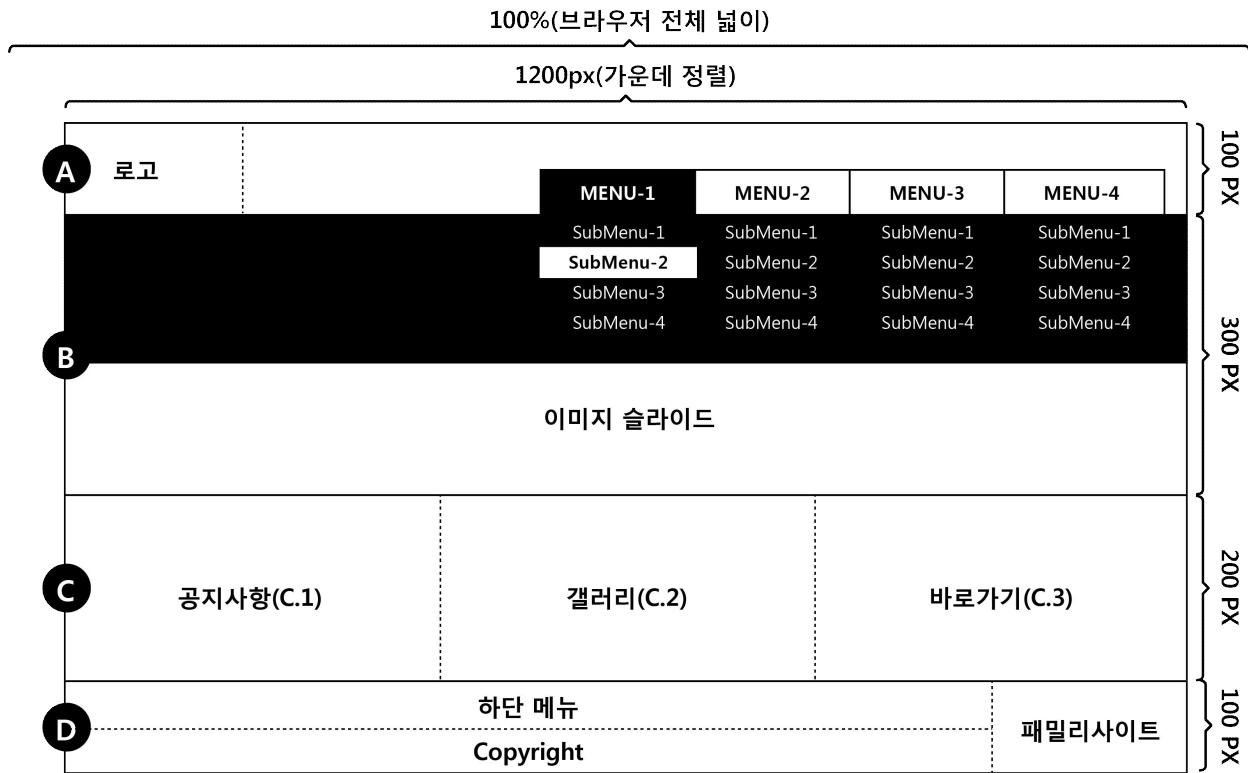 100%(브라우저 전체 넓이)
1200px(가운데 정렬)
A
로고
100 PX
MENU-1 MENU-2 MENU-3 MENU-4
SubMenu-1 SubMenu-1 SubMenu-1 SubMenu-1
SubMenu-2 SubMenu-2 SubMenu-2 SubMenu-2
SubMenu-3 SubMenu-3 SubMenu-3 SubMenu-3
SubMenu-4 SubMenu-4 SubMenu-4 SubMenu-4
B
300 PX
이미지 슬라이드
C
공지사항(C.1) 갤러리(C.2) 바로가기(C.3)
200 PX
D
하단 메뉴
Copyright
패밀리사이트
100 PX